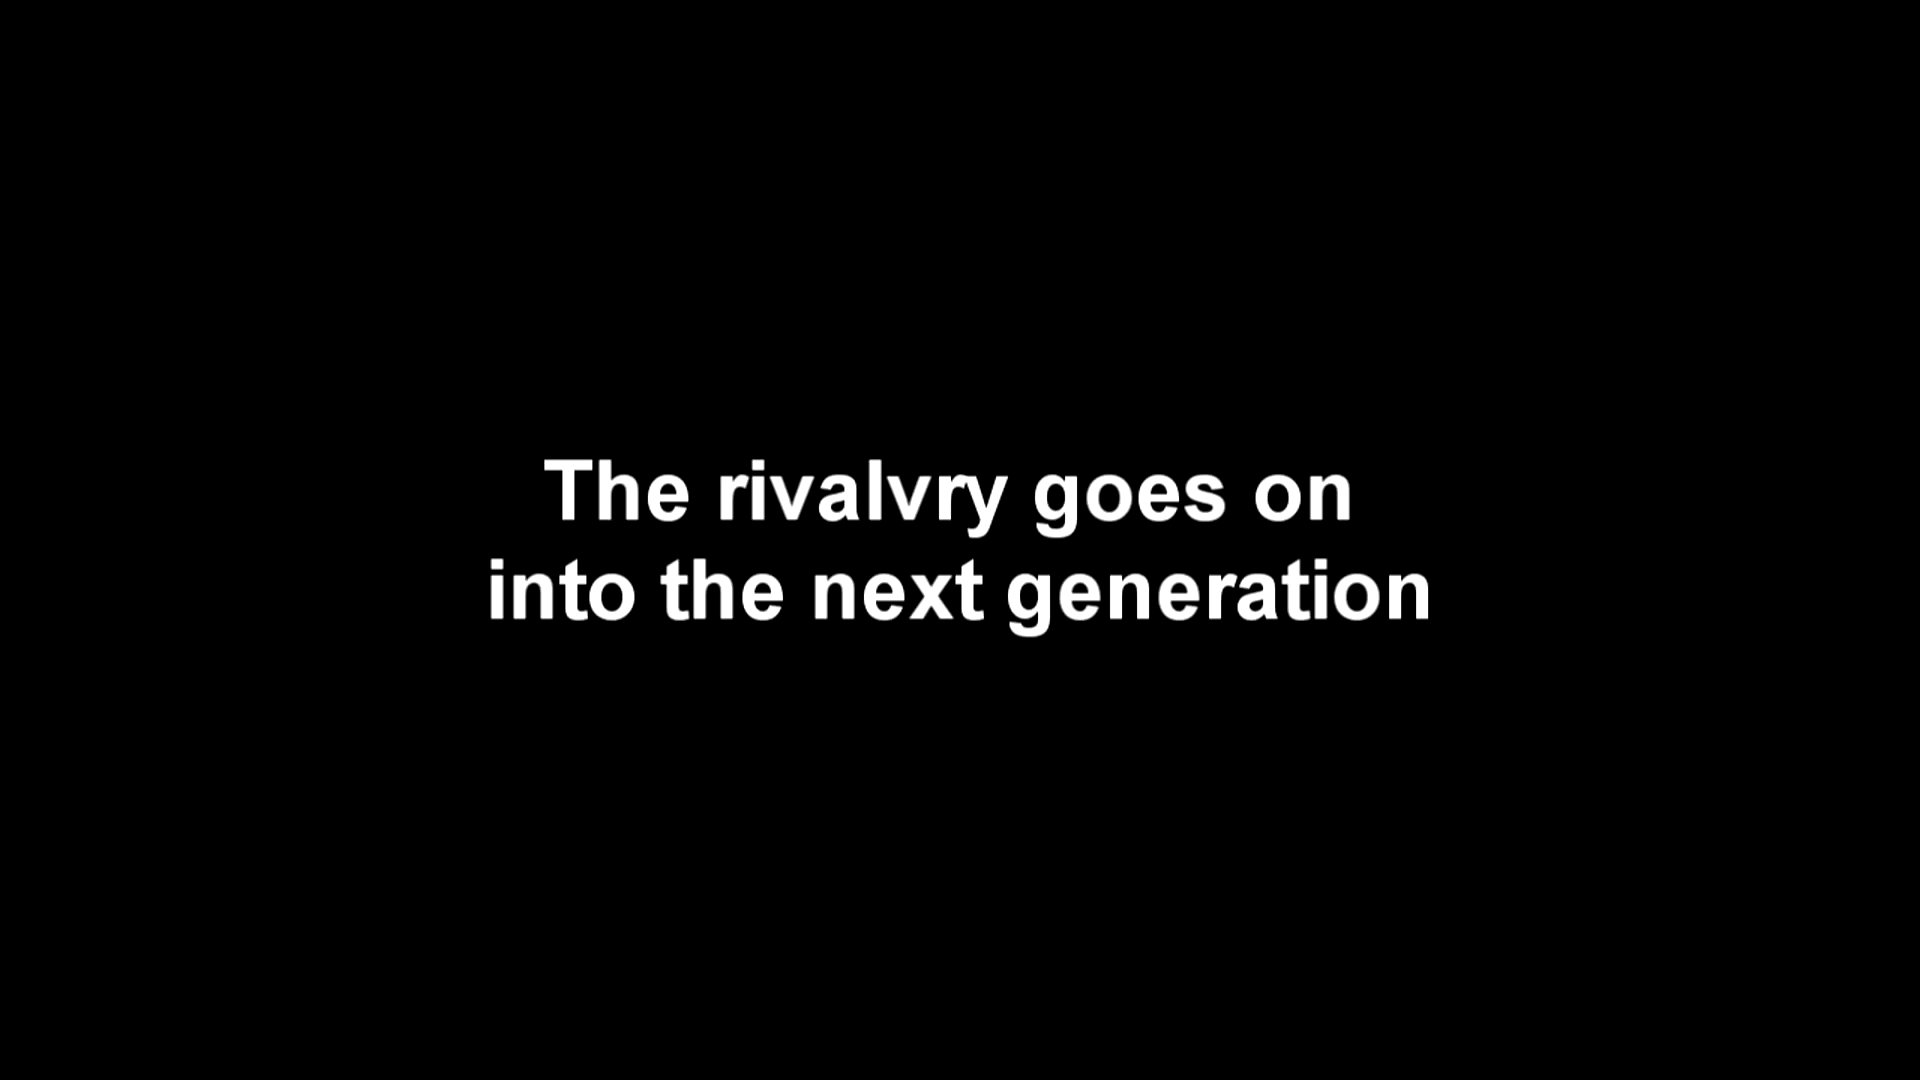 The rivalvry goes on
into the next generation